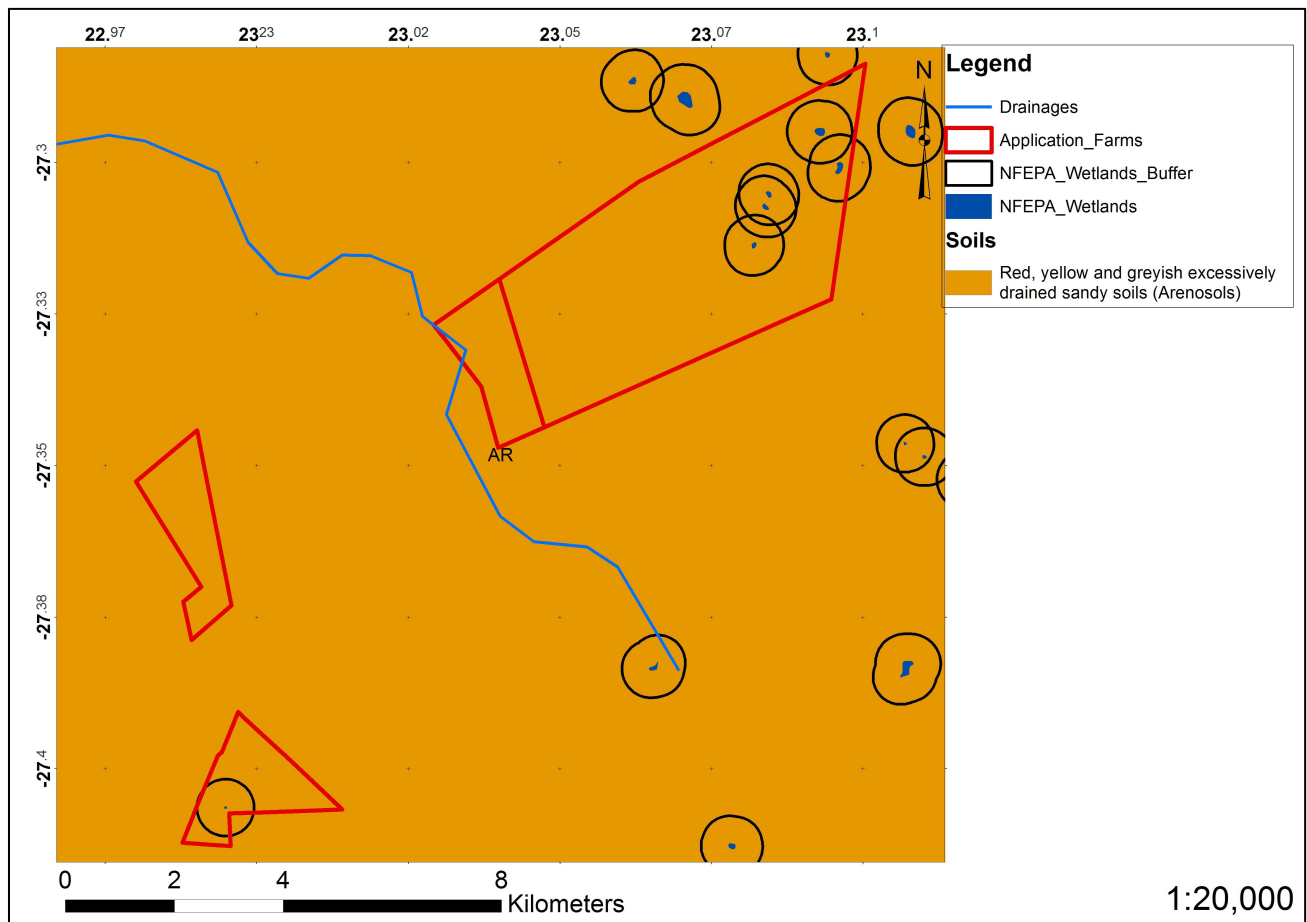 22.97 23.23 23.02 23.05 23.07 23.1
-27.3
-27.33
-27.35
-27.38
-27.4
AR
N
Legend
Drainages
Application_Farms
NFEPA_Wetlands_Buffer
NFEPA_Wetlands
Soils
Red, yellow and greyish excessively
drained sandy soils (Arenosols)
0 2 4 8
Kilometers
1:20,000